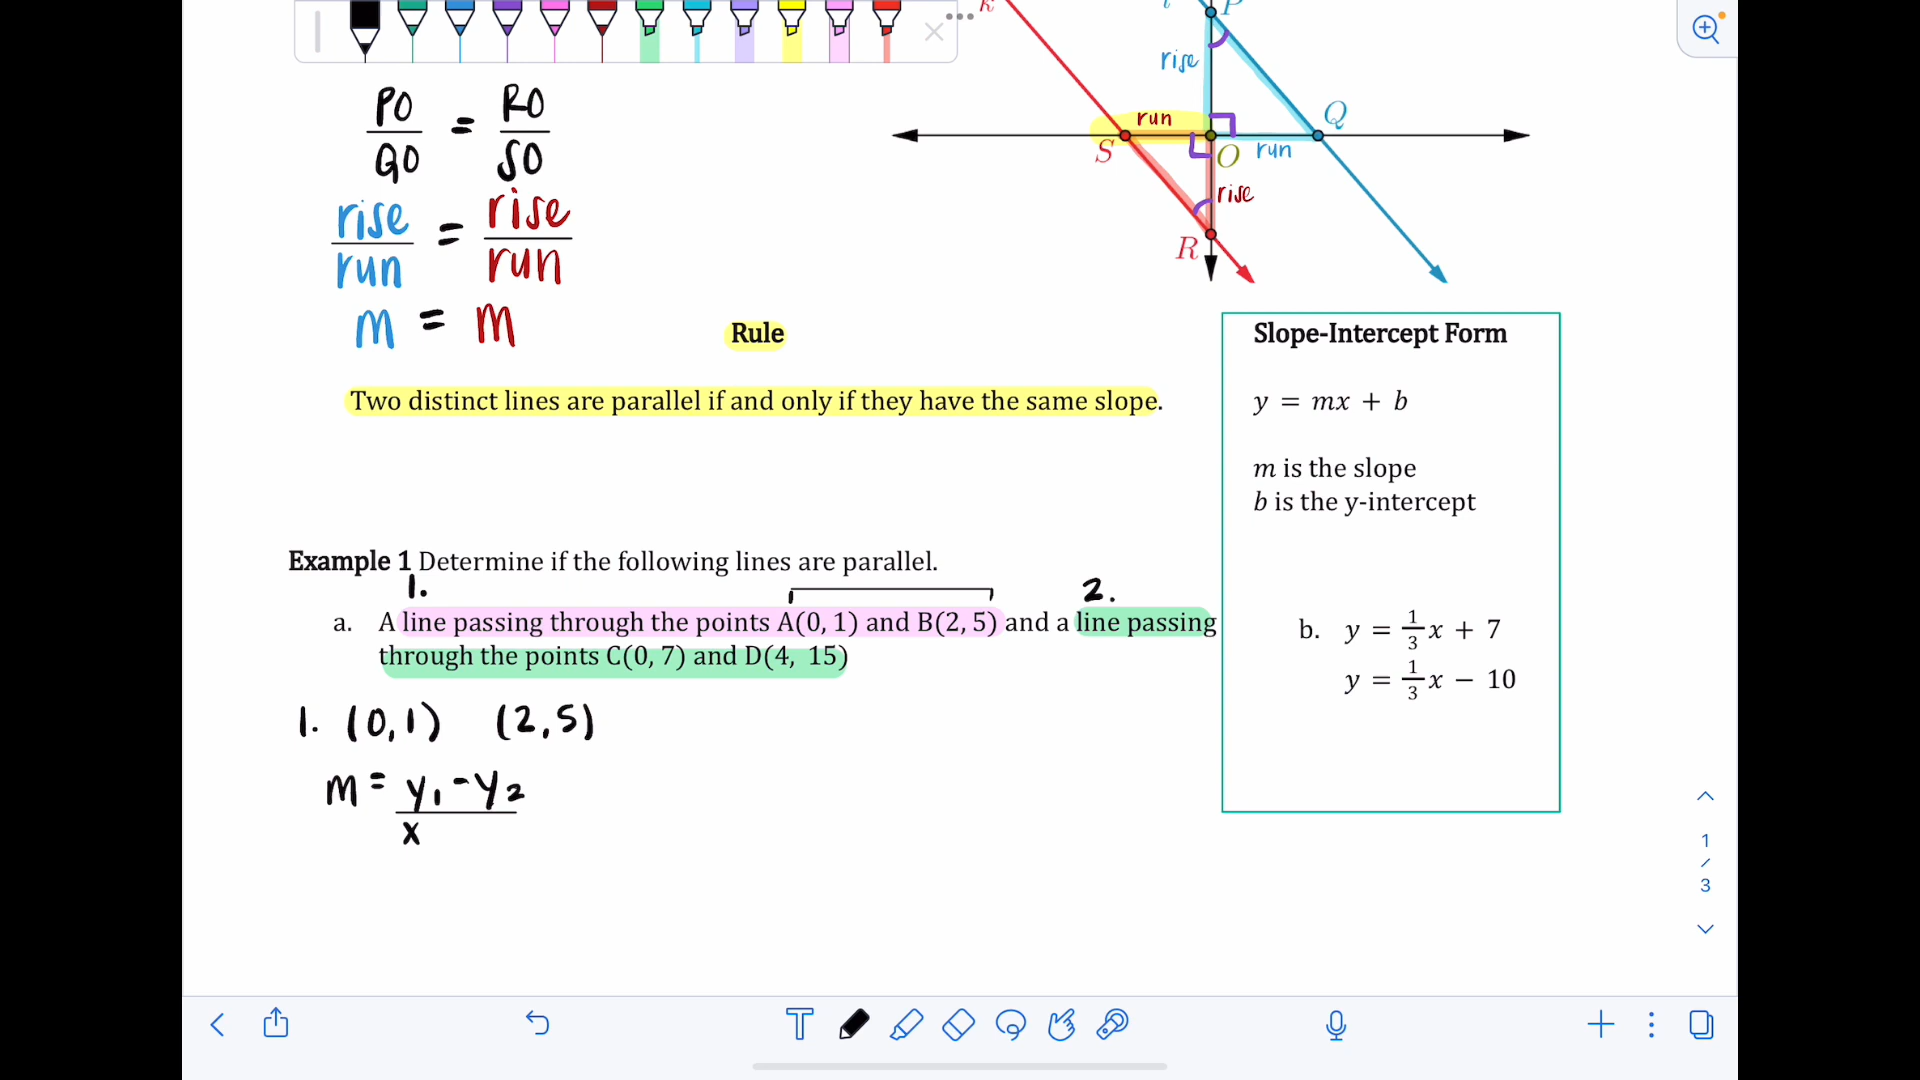 k
l
P
rise
Q
run
S
O
run
rise
R
PO/QO = RO/SO
rise/run = rise/run
m = m
Rule
Two distinct lines are parallel if and only if they have the same slope.
Slope-Intercept Form
y = mx + b
m is the slope
b is the y-intercept
Example 1 Determine if the following lines are parallel.
1.
2.
a. A line passing through the points A(0, 1) and B(2, 5) and a line passing
through the points C(0, 7) and D(4, 15)
b. y = 1/3 x + 7
y = 1/3 x − 10
1. (0,1) (2,5)
m = y₁ - y₂
x
1
/
3
T